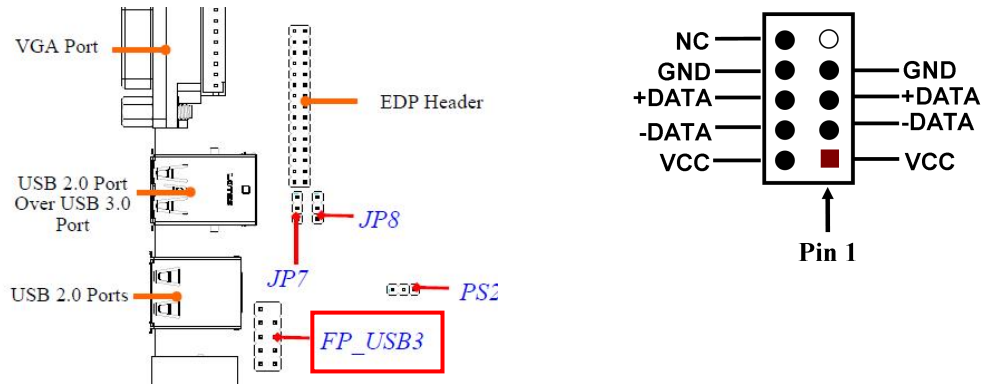 VGA Port
EDP Header
USB 2.0 Port
Over USB 3.0
Port
JP8
JP7
USB 2.0 Ports
PS2
FP_USB3
NC
GND
GND
+DATA
+DATA
-DATA
-DATA
VCC
VCC
Pin 1